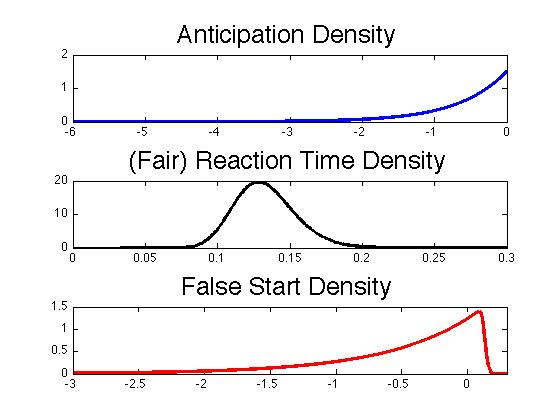 Anticipation Density
2
1
0
-6 -5 -4 -3 -2 -1 0
(Fair) Reaction Time Density
20
10
0
0 0.05 0.1 0.15 0.2 0.25 0.3
False Start Density
1.5
1
0.5
0
-3 -2.5 -2 -1.5 -1 -0.5 0